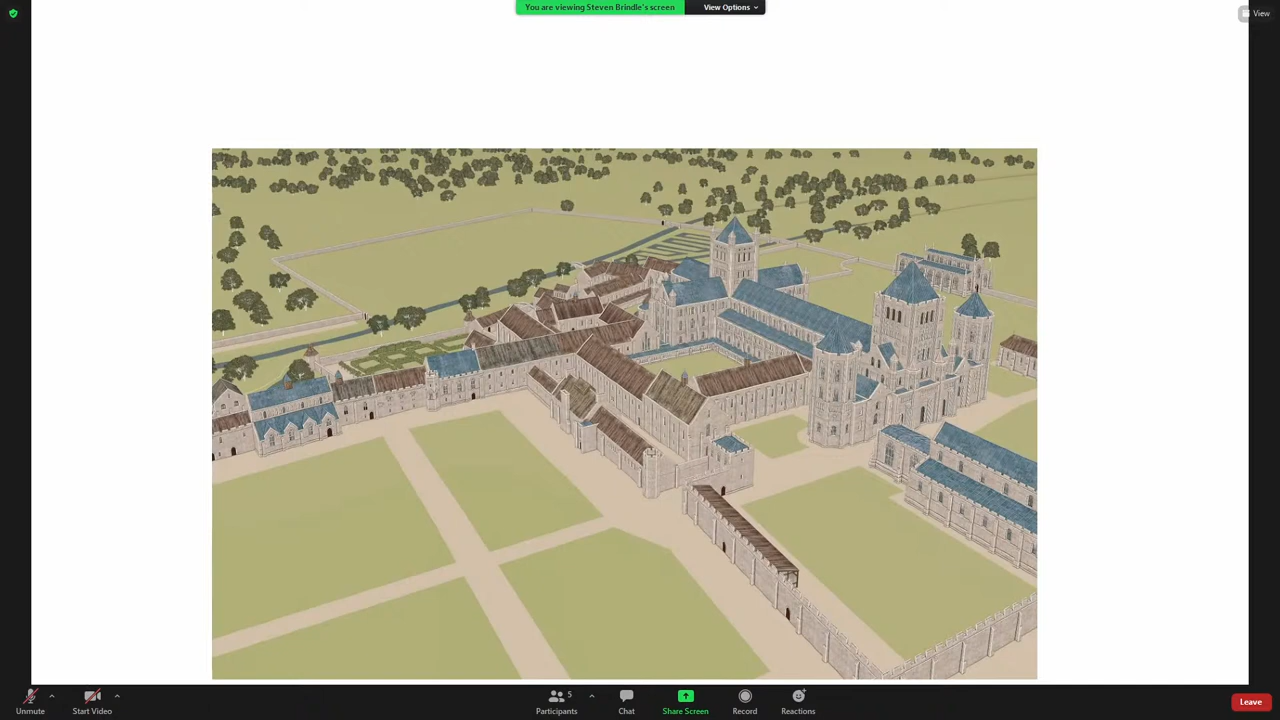 You are viewing Steven Brindle's screen
View Options
View
Unmute
Start Video
5
Participants
Chat
Share Screen
Record
Reactions
Leave